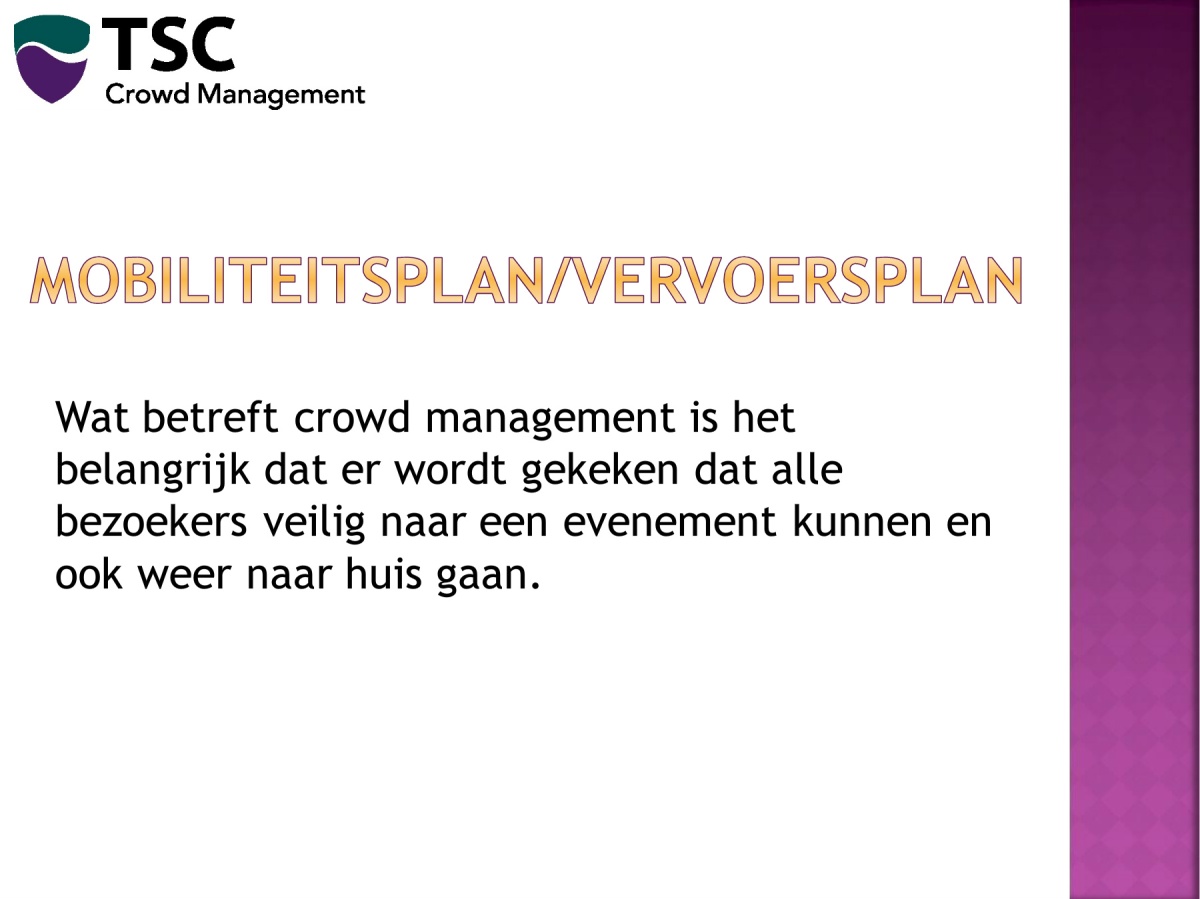 TSC
Crowd Management
MOBILITEITSPLAN/VERVOERSPLAN
Wat betreft crowd management is het
belangrijk dat er wordt gekeken dat alle
bezoekers veilig naar een evenement kunnen en
ook weer naar huis gaan.